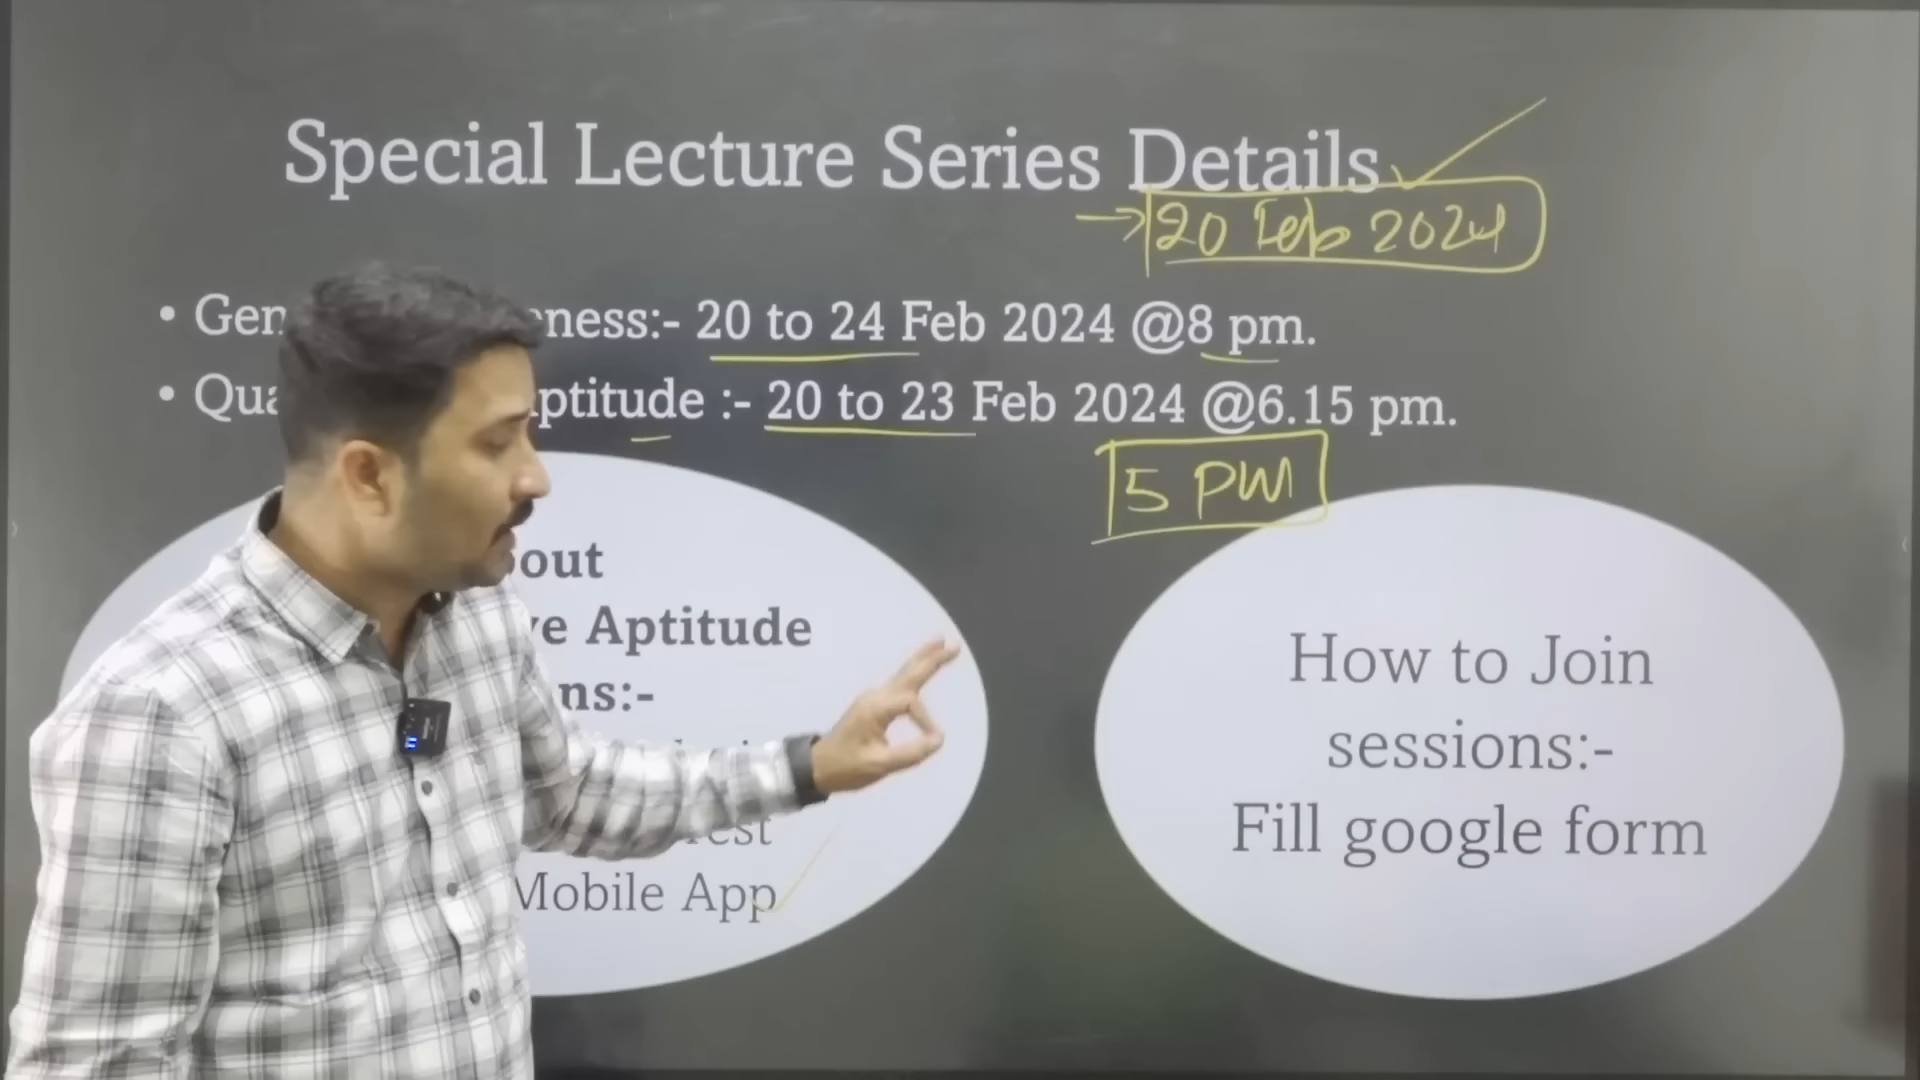 Special Lecture Series Details
→ 20 Feb 2024
• Gen ness:- 20 to 24 Feb 2024 @8 pm.
• Qua ptitude :- 20 to 23 Feb 2024 @6.15 pm.
5 PM
out
ve Aptitude
ns:-
est
Mobile App
How to Join
sessions:-
Fill google form